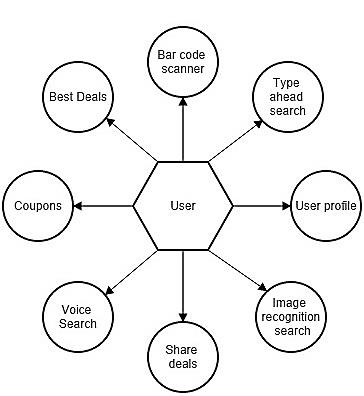 Bar code
scanner
Best Deals
Type
ahead
search
Coupons
User
User profile
Voice
Search
Image
recognition
search
Share
deals